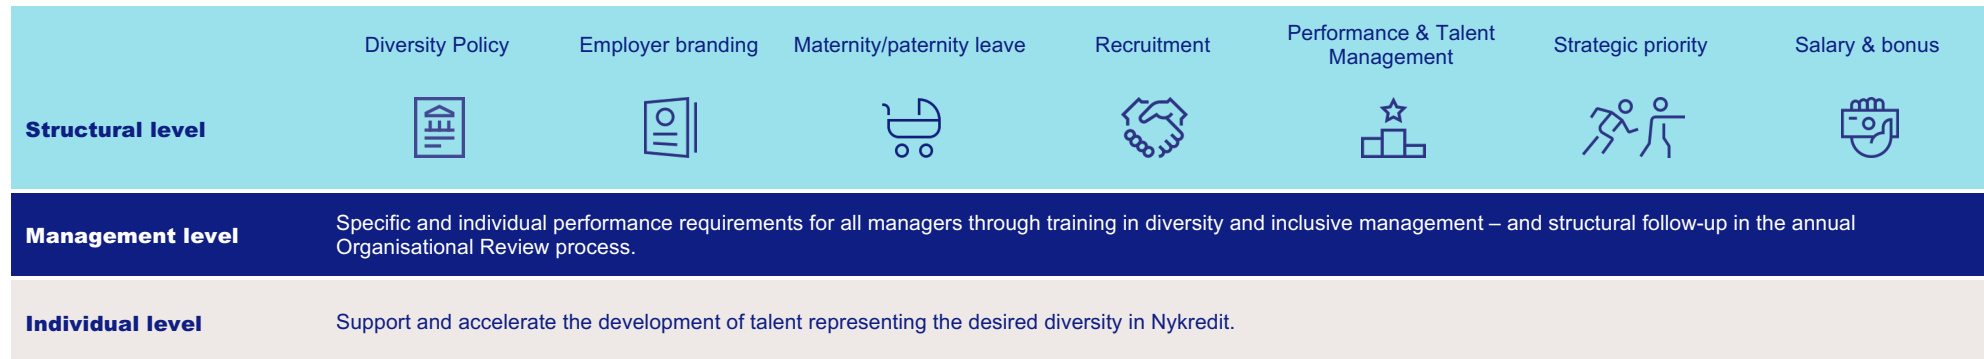 Diversity Policy
Employer branding
Maternity/paternity leave
Recruitment
Performance & Talent
Management
Strategic priority
Salary & bonus
Structural level
Management level
Specific and individual performance requirements for all managers through training in diversity and inclusive management – and structural follow-up in the annual
Organisational Review process.
Individual level
Support and accelerate the development of talent representing the desired diversity in Nykredit.